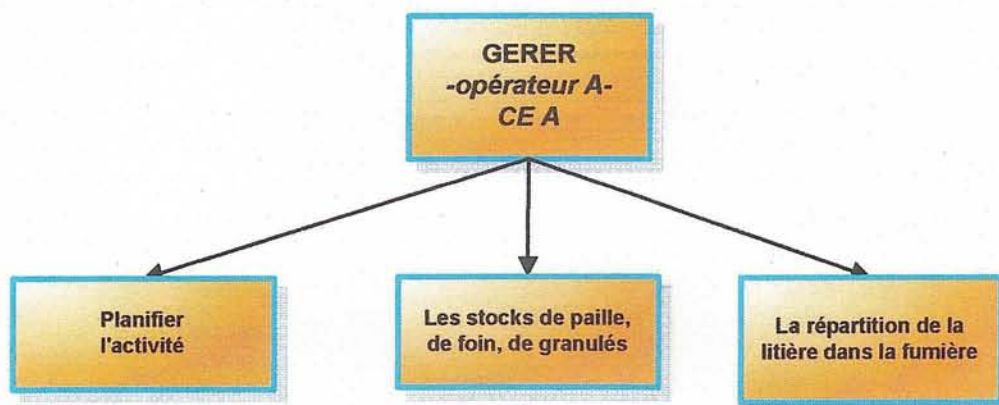 GERER
-opérateur A-
CE A
Planifier
l'activité
Les stocks de paille,
de foin, de granulés
La répartition de la
litière dans la fumière